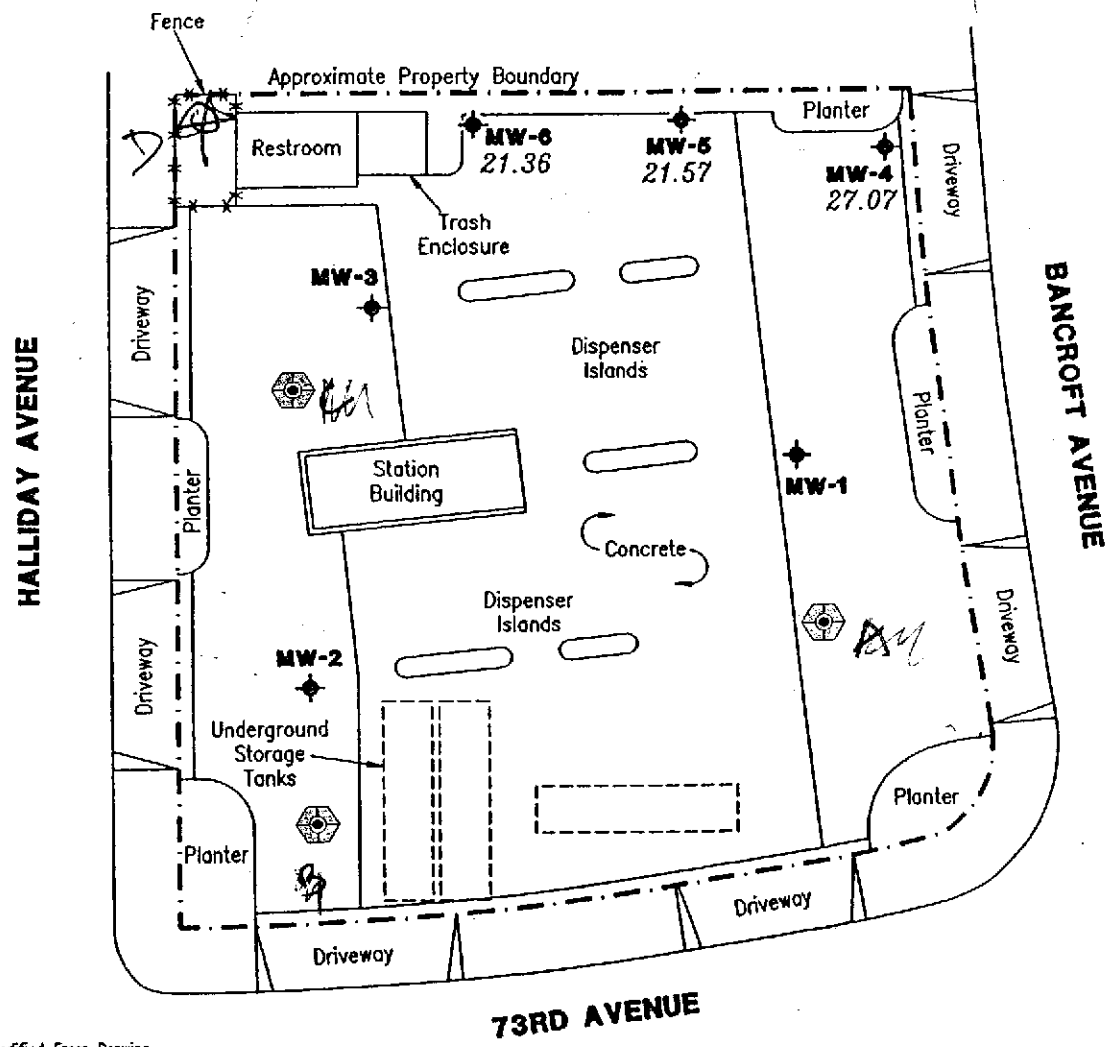 Fence
Approximate Property Boundary
Planter
Restroom
MW-6
21.36
MW-5
21.57
MW-4
27.07
Driveway
Trash
Enclosure
MW-3
Driveway
HALLIDAY AVENUE
BANCROFT AVENUE
Dispenser
Islands
Planter
Station
Building
MW-1
Planter
Concrete
Dispenser
Islands
Driveway
MW-2
Driveway
Underground
Storage
Tanks
Planter
Planter
Driveway
Driveway
73RD AVENUE